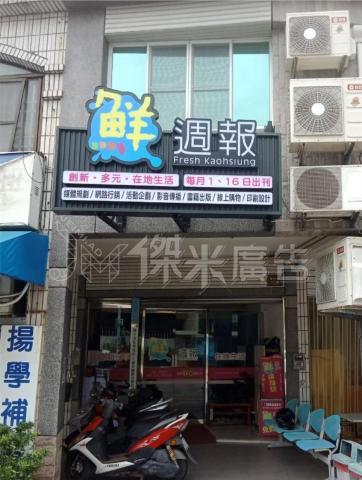 鮮週報
Fresh Kaohsiung
創新·多元·在地生活 每月1、16日出刊
媒體規劃/網路行銷/活動企劃/影音傳播/書籍出版/線上購物/印刷設計
JM傑米廣告
揚學補